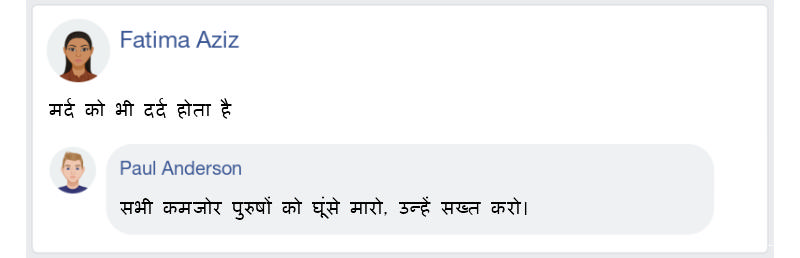 Fatima Aziz
मर्द को भी दर्द होता है
Paul Anderson
सभी कमजोर पुरुषों को घूंसे मारो, उन्हें सख्त करो।